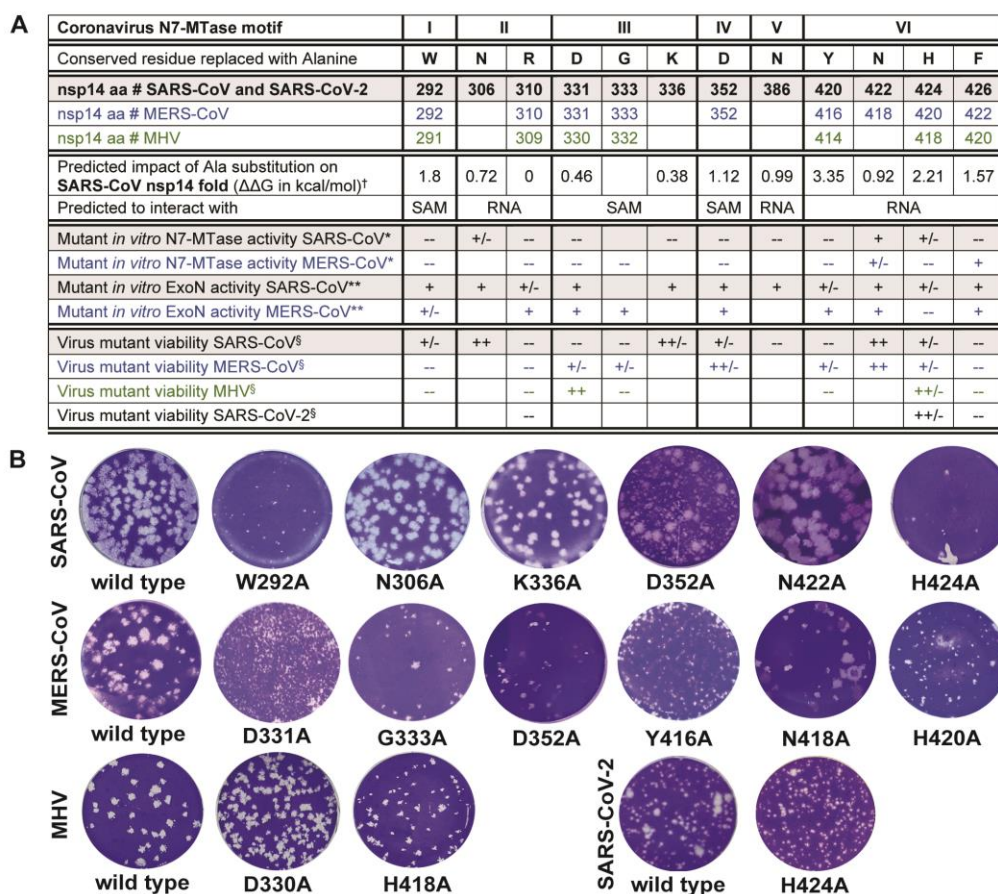 A
Coronavirus N7-MTase motif I II III IV V VI
Conserved residue replaced with Alanine W N R D G K D N Y N H F
nsp14 aa # SARS-CoV and SARS-CoV-2 292 306 310 331 333 336 352 386 420 422 424 426
nsp14 aa # MERS-CoV 292 310 331 333 352 416 418 420 422
nsp14 aa # MHV 291 309 330 332 414 418 420
Predicted impact of Ala substitution on
SARS-CoV nsp14 fold (ΔΔG in kcal/mol)† 1.8 0.72 0 0.46 0.38 1.12 0.99 3.35 0.92 2.21 1.57
Predicted to interact with SAM RNA SAM SAM RNA RNA
Mutant in vitro N7-MTase activity SARS-CoV* -- +/- -- -- -- -- -- -- + +/- --
Mutant in vitro N7-MTase activity MERS-CoV* -- -- -- -- -- -- +/- -- +
Mutant in vitro ExoN activity SARS-CoV** + + +/- + + + + +/- + +/- +
Mutant in vitro ExoN activity MERS-CoV** +/- + + + + + + -- +
Virus mutant viability SARS-CoV§ +/- ++ -- -- ++/- +/- -- -- ++ +/- --
Virus mutant viability MERS-CoV§ -- -- +/- +/- ++/- +/- ++ +/- --
Virus mutant viability MHV§ -- -- ++ -- -- ++/- --
Virus mutant viability SARS-CoV-2§ -- ++/-
B
SARS-CoV
wild type W292A N306A K336A D352A N422A H424A
MERS-CoV
wild type D331A G333A D352A Y416A N418A H420A
MHV
wild type D330A H418A
SARS-CoV-2
wild type H424A